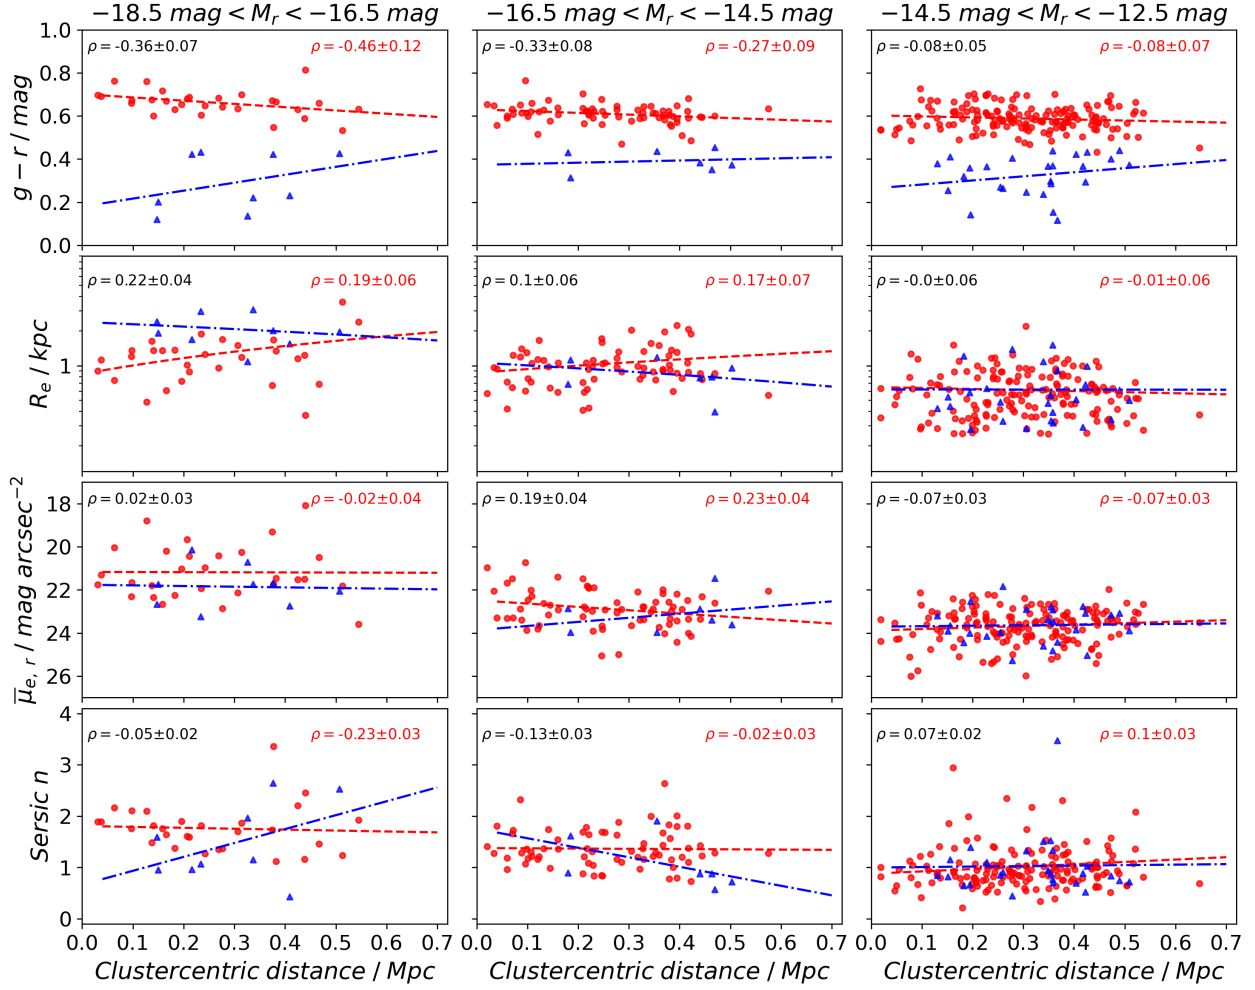 −18.5 mag < M_r < −16.5 mag
−16.5 mag < M_r < −14.5 mag
−14.5 mag < M_r < −12.5 mag
g − r / mag
1.0
0.8
0.6
0.4
0.2
0.0
ρ = -0.36±0.07
ρ = -0.46±0.12
ρ = -0.33±0.08
ρ = -0.27±0.09
ρ = -0.08±0.05
ρ = -0.08±0.07
R_e / kpc
1
ρ = 0.22±0.04
ρ = 0.19±0.06
ρ = 0.1±0.06
ρ = 0.17±0.07
ρ = -0.0±0.06
ρ = -0.01±0.06
μ̅_e, r / mag arcsec⁻²
18
20
22
24
26
ρ = 0.02±0.03
ρ = -0.02±0.04
ρ = 0.19±0.04
ρ = 0.23±0.04
ρ = -0.07±0.03
ρ = -0.07±0.03
Sersic n
4
3
2
1
0
ρ = -0.05±0.02
ρ = -0.23±0.03
ρ = -0.13±0.03
ρ = -0.02±0.03
ρ = 0.07±0.02
ρ = 0.1±0.03
0.0 0.1 0.2 0.3 0.4 0.5 0.6 0.7
0.0 0.1 0.2 0.3 0.4 0.5 0.6 0.7
0.0 0.1 0.2 0.3 0.4 0.5 0.6 0.7
Clustercentric distance / Mpc
Clustercentric distance / Mpc
Clustercentric distance / Mpc